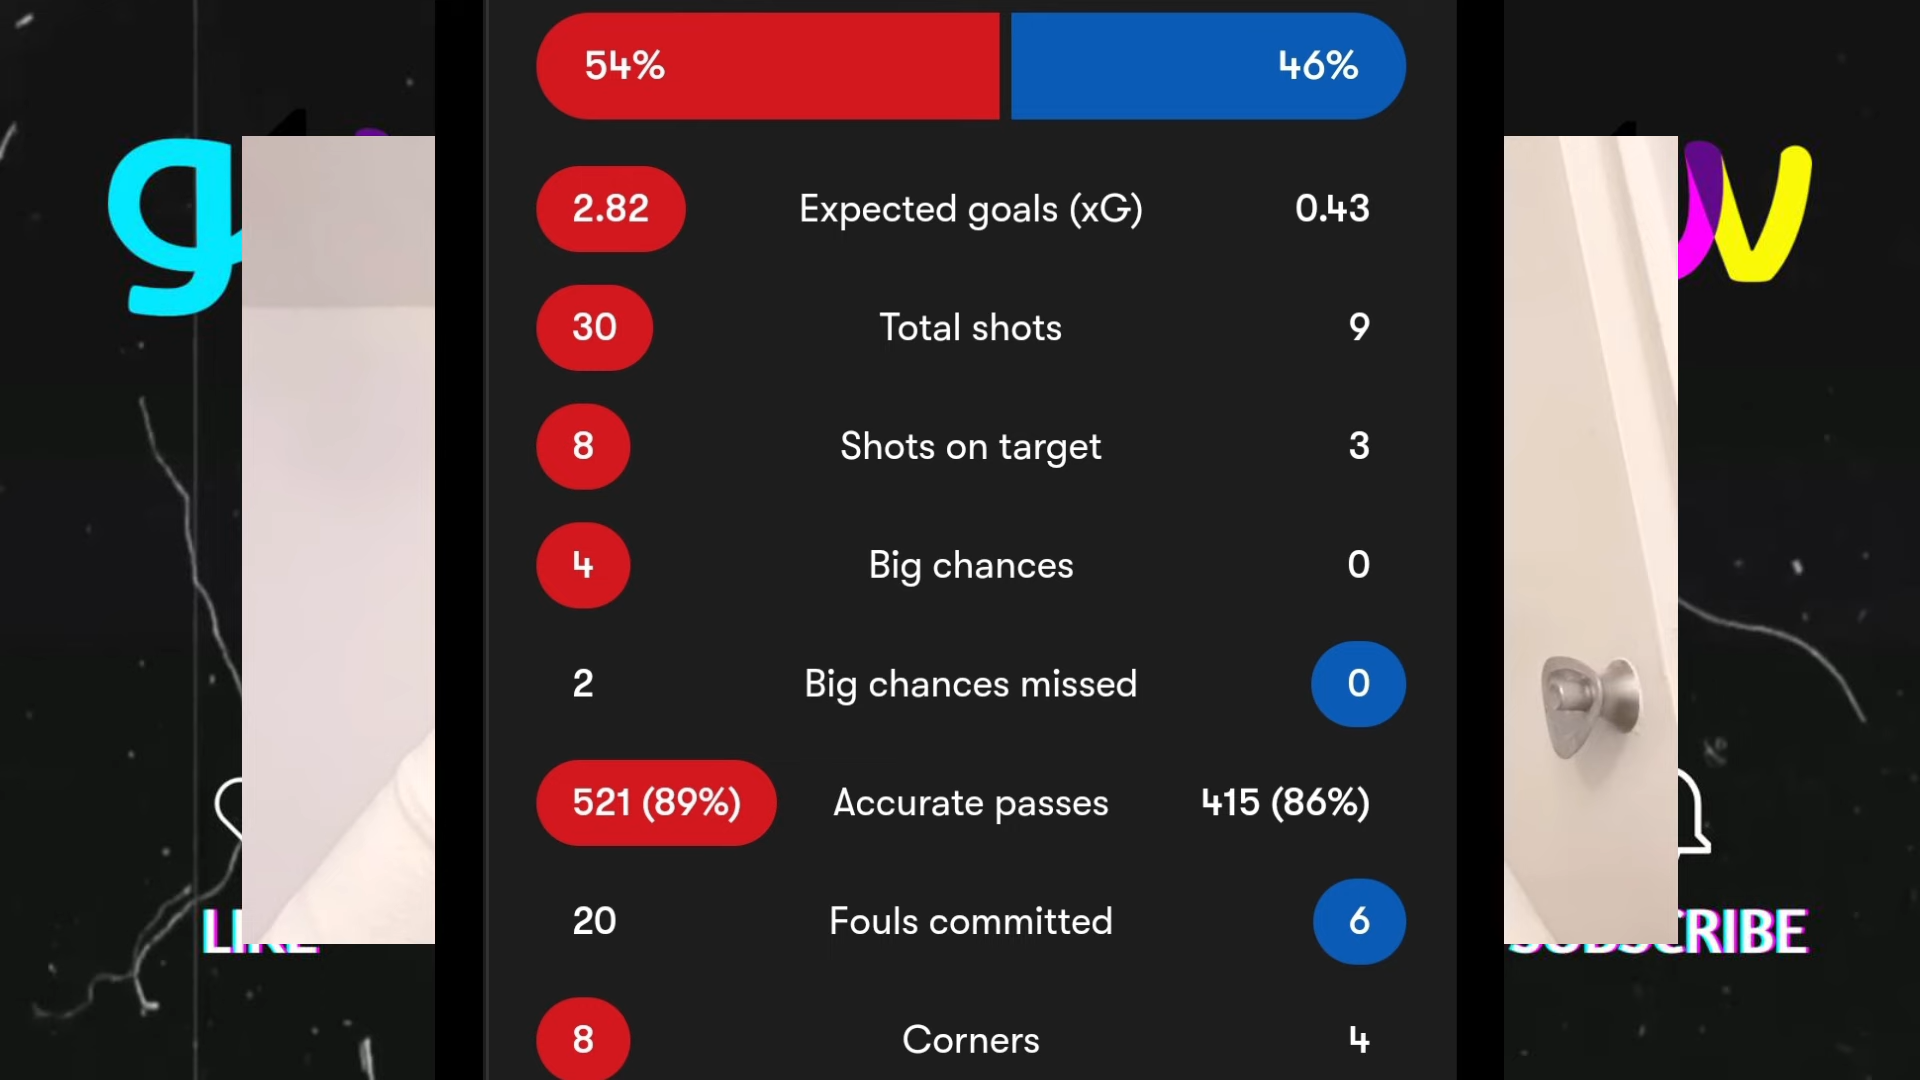 54% 46%
2.82 Expected goals (xG) 0.43
30 Total shots 9
8 Shots on target 3
4 Big chances 0
2 Big chances missed 0
521 (89%) Accurate passes 415 (86%)
20 Fouls committed 6
8 Corners 4